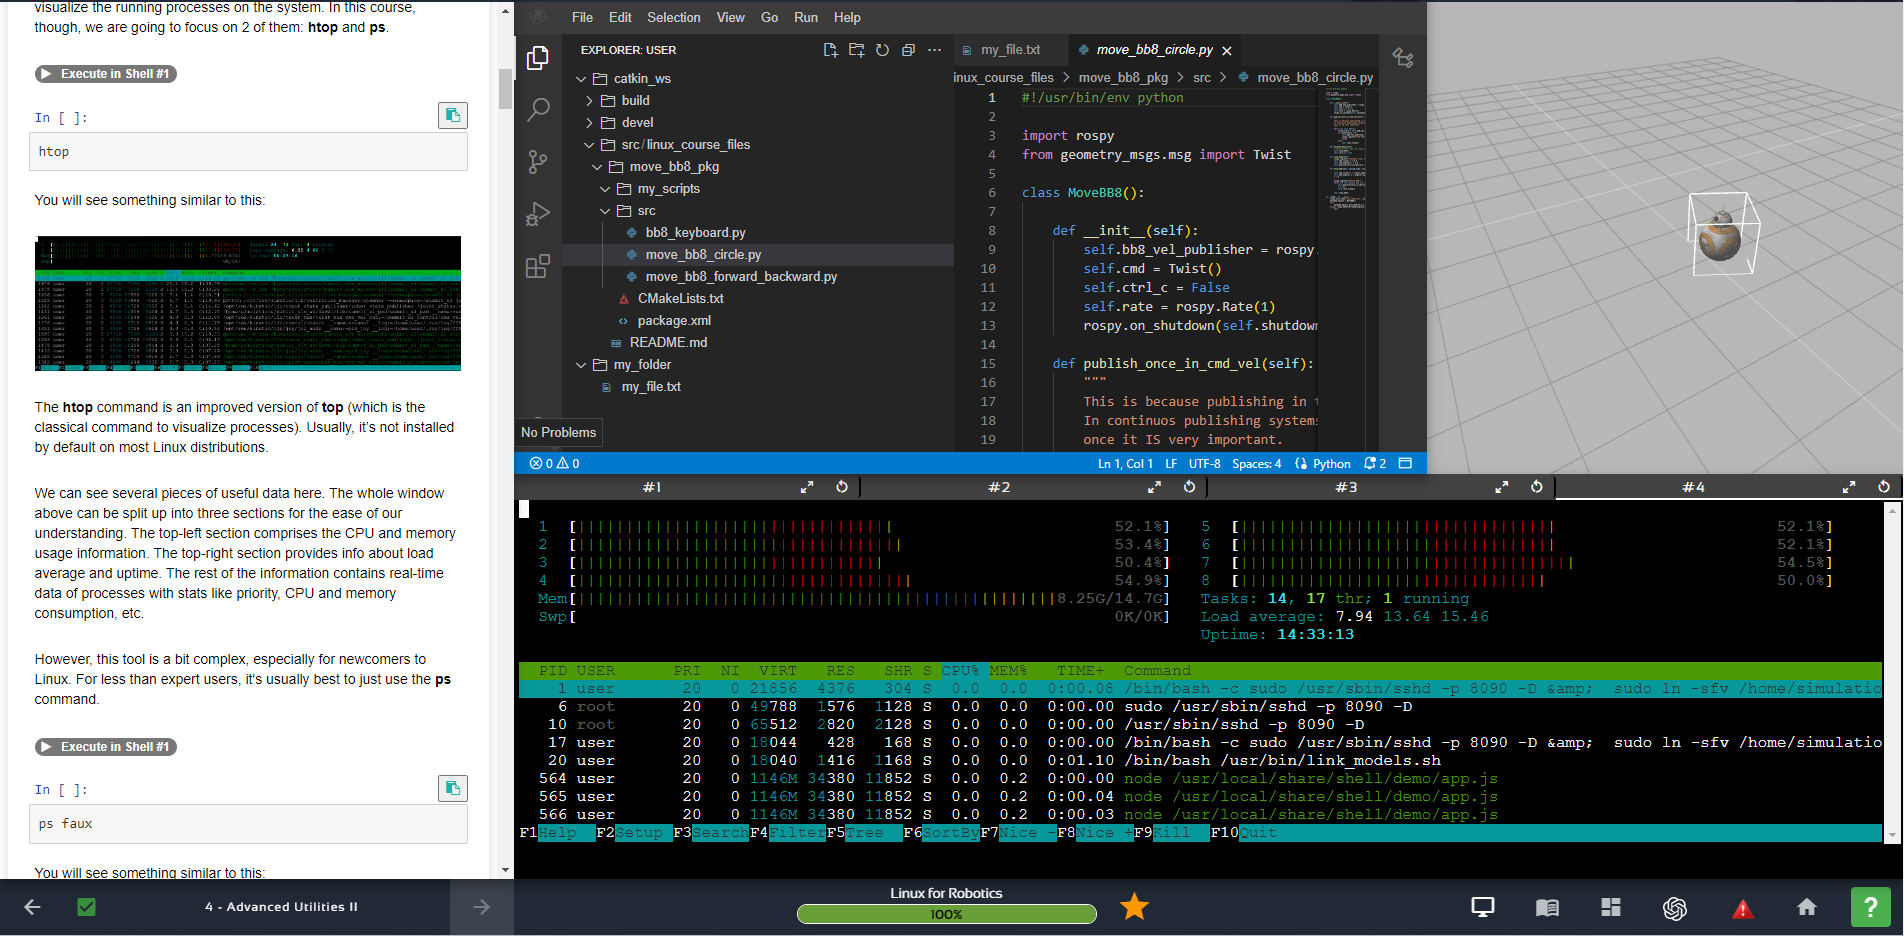 visualize the running processes on the system. In this course,
though, we are going to focus on 2 of them: htop and ps.
Execute in Shell #1
In [ ]:
htop
You will see something similar to this:
The htop command is an improved version of top (which is the
classical command to visualize processes). Usually, it's not installed
by default on most Linux distributions.
We can see several pieces of useful data here. The whole window
above can be split up into three sections for the ease of our
understanding. The top-left section comprises the CPU and memory
usage information. The top-right section provides info about load
average and uptime. The rest of the information contains real-time
data of processes with stats like priority, CPU and memory
consumption, etc.
However, this tool is a bit complex, especially for newcomers to
Linux. For less than expert users, it's usually best to just use the ps
command.
Execute in Shell #1
In [ ]:
ps faux
You will see something similar to this:
File Edit Selection View Go Run Help
EXPLORER: USER
catkin_ws
build
devel
src/linux_course_files
move_bb8_pkg
my_scripts
src
bb8_keyboard.py
move_bb8_circle.py
move_bb8_forward_backward.py
CMakeLists.txt
package.xml
README.md
my_folder
my_file.txt
No Problems
my_file.txt move_bb8_circle.py
inux_course_files > move_bb8_pkg > src > move_bb8_circle.py
1 #!/usr/bin/env python
2
3 import rospy
4 from geometry_msgs.msg import Twist
5
6 class MoveBB8():
7
8 def __init__(self):
9 self.bb8_vel_publisher = rospy.
10 self.cmd = Twist()
11 self.ctrl_c = False
12 self.rate = rospy.Rate(1)
13 rospy.on_shutdown(self.shutdown
14
15 def publish_once_in_cmd_vel(self):
16 """
17 This is because publishing in t
18 In continuos publishing systems
19 once it IS very important.
0 0 Ln 1, Col 1 LF UTF-8 Spaces: 4 Python 2
#1 #2 #3 #4
1 [ 52.1%] 5 [ 52.1%]
2 [ 53.4%] 6 [ 52.1%]
3 [ 50.4%] 7 [ 54.5%]
4 [ 54.9%] 8 [ 50.0%]
Mem[ 8.25G/14.7G] Tasks: 14, 17 thr; 1 running
Swp[ 0K/0K] Load average: 7.94 13.64 15.46
Uptime: 14:33:13
PID USER PRI NI VIRT RES SHR S CPU% MEM% TIME+ Command
1 user 20 0 21856 4376 304 S 0.0 0.0 0:00.08 /bin/bash -c sudo /usr/sbin/sshd -p 8090 -D &amp; sudo ln -sfv /home/simulatio
6 root 20 0 49788 1576 1128 S 0.0 0.0 0:00.00 sudo /usr/sbin/sshd -p 8090 -D
10 root 20 0 65512 2820 2128 S 0.0 0.0 0:00.00 /usr/sbin/sshd -p 8090 -D
17 user 20 0 18044 428 168 S 0.0 0.0 0:00.00 /bin/bash -c sudo /usr/sbin/sshd -p 8090 -D &amp; sudo ln -sfv /home/simulatio
20 user 20 0 18040 1416 1168 S 0.0 0.0 0:01.10 /bin/bash /usr/bin/link_models.sh
564 user 20 0 1146M 34380 11852 S 0.0 0.2 0:00.00 node /usr/local/share/shell/demo/app.js
565 user 20 0 1146M 34380 11852 S 0.0 0.2 0:00.04 node /usr/local/share/shell/demo/app.js
566 user 20 0 1146M 34380 11852 S 0.0 0.2 0:00.03 node /usr/local/share/shell/demo/app.js
F1Help F2Setup F3SearchF4FilterF5Tree F6SortByF7Nice -F8Nice +F9Kill F10Quit
4 - Advanced Utilities II
Linux for Robotics
100%
?